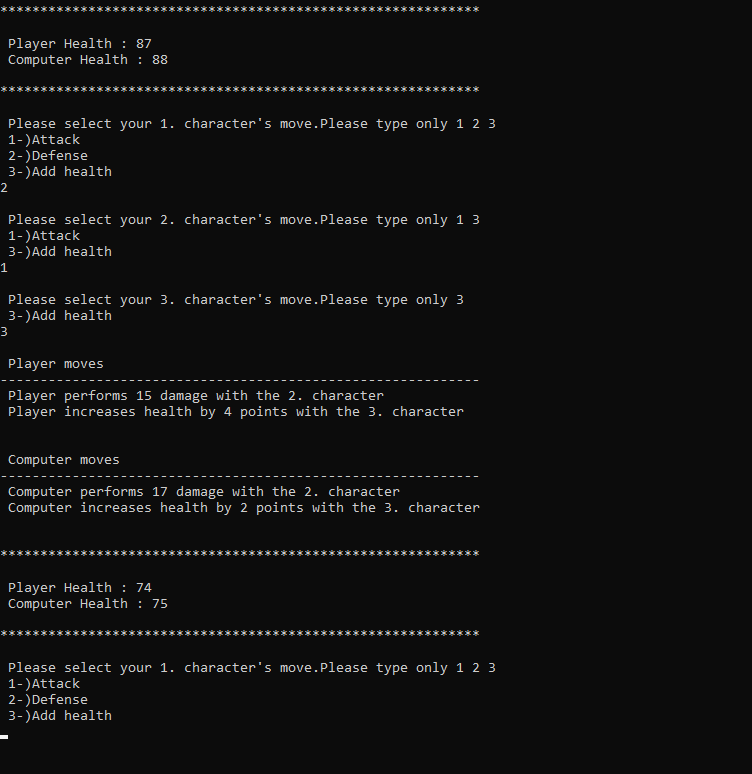 ************************************************************
Player Health : 87
Computer Health : 88
************************************************************
Please select your 1. character's move.Please type only 1 2 3
1-)Attack
2-)Defense
3-)Add health
2
Please select your 2. character's move.Please type only 1 3
1-)Attack
3-)Add health
1
Please select your 3. character's move.Please type only 3
3-)Add health
3
Player moves
------------------------------------------------------------
Player performs 15 damage with the 2. character
Player increases health by 4 points with the 3. character
Computer moves
------------------------------------------------------------
Computer performs 17 damage with the 2. character
Computer increases health by 2 points with the 3. character
************************************************************
Player Health : 74
Computer Health : 75
************************************************************
Please select your 1. character's move.Please type only 1 2 3
1-)Attack
2-)Defense
3-)Add health